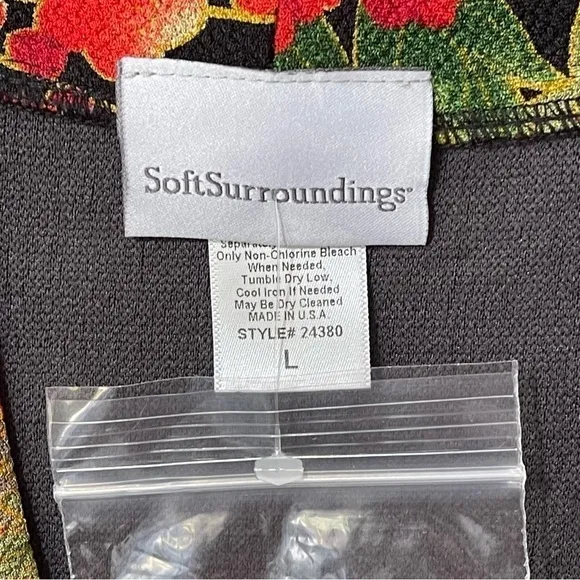 SoftSurroundings®
Separately
Only Non-Chlorine Bleach
When Needed,
Tumble Dry Low,
Cool Iron If Needed
May Be Dry Cleaned
MADE IN U.S.A.
STYLE# 24380
L